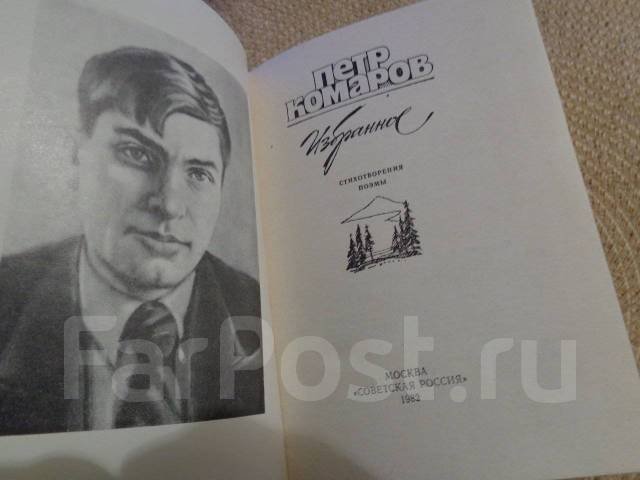 ПЕТР
КОМАРОВ
Избранное
СТИХОТВОРЕНИЯ
ПОЭМЫ
МОСКВА
«СОВЕТСКАЯ РОССИЯ»
1982
FarPost.ru